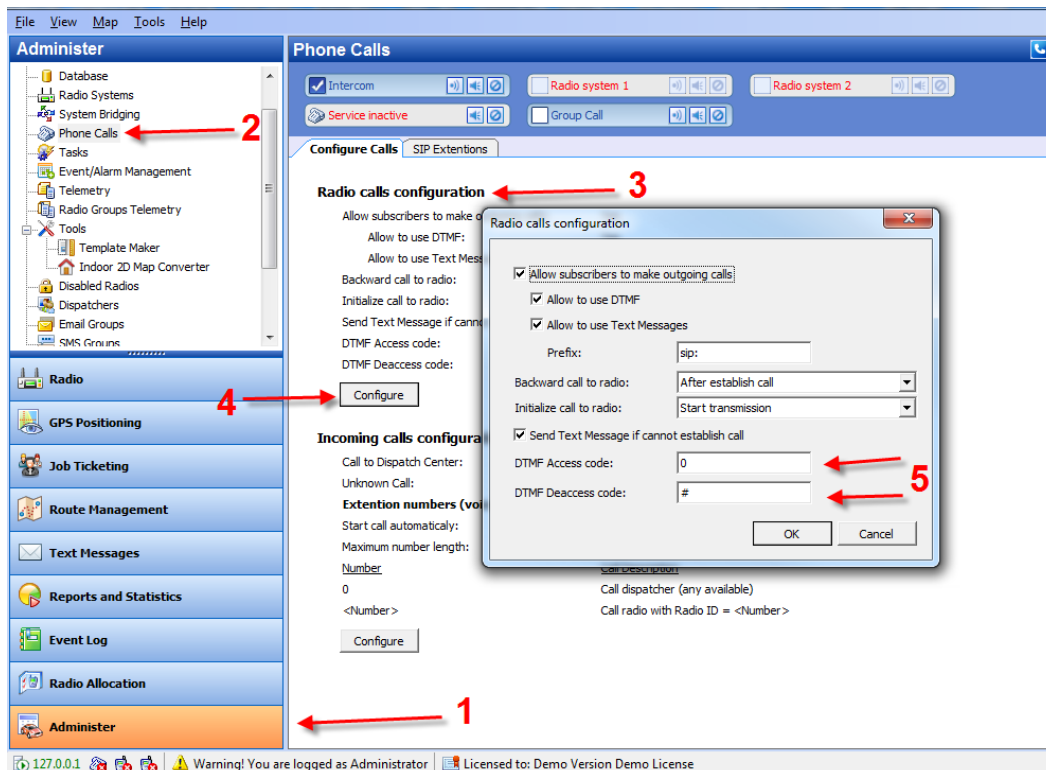 File View Map Tools Help
Administer
Database
Radio Systems
System Bridging
Phone Calls
2
Tasks
Event/Alarm Management
Telemetry
Radio Groups Telemetry
Tools
Template Maker
Indoor 2D Map Converter
Disabled Radios
Dispatchers
Email Groups
SMS Groups
Radio
GPS Positioning
Job Ticketing
Route Management
Text Messages
Reports and Statistics
Event Log
Radio Allocation
Administer
1
Phone Calls
Intercom
Radio system 1
Radio system 2
Service inactive
Group Call
Configure Calls
SIP Extentions
Radio calls configuration
3
Allow subscribers to make o
Allow to use DTMF:
Allow to use Text Mess
Backward call to radio:
Initialize call to radio:
Send Text Message if canno
DTMF Access code:
DTMF Deaccess code:
4
Configure
Incoming calls configura
Call to Dispatch Center:
Unknown Call:
Extention numbers (voi
Start call automaticaly:
Maximum number length:
Number
Call Description
0
Call dispatcher (any available)
<Number>
Call radio with Radio ID = <Number>
Configure
Radio calls configuration
Allow subscribers to make outgoing calls
Allow to use DTMF
Allow to use Text Messages
Prefix: sip:
Backward call to radio: After establish call
Initialize call to radio: Start transmission
Send Text Message if cannot establish call
DTMF Access code: 0
5
DTMF Deaccess code: #
OK
Cancel
127.0.0.1
Warning! You are logged as Administrator
Licensed to: Demo Version Demo License